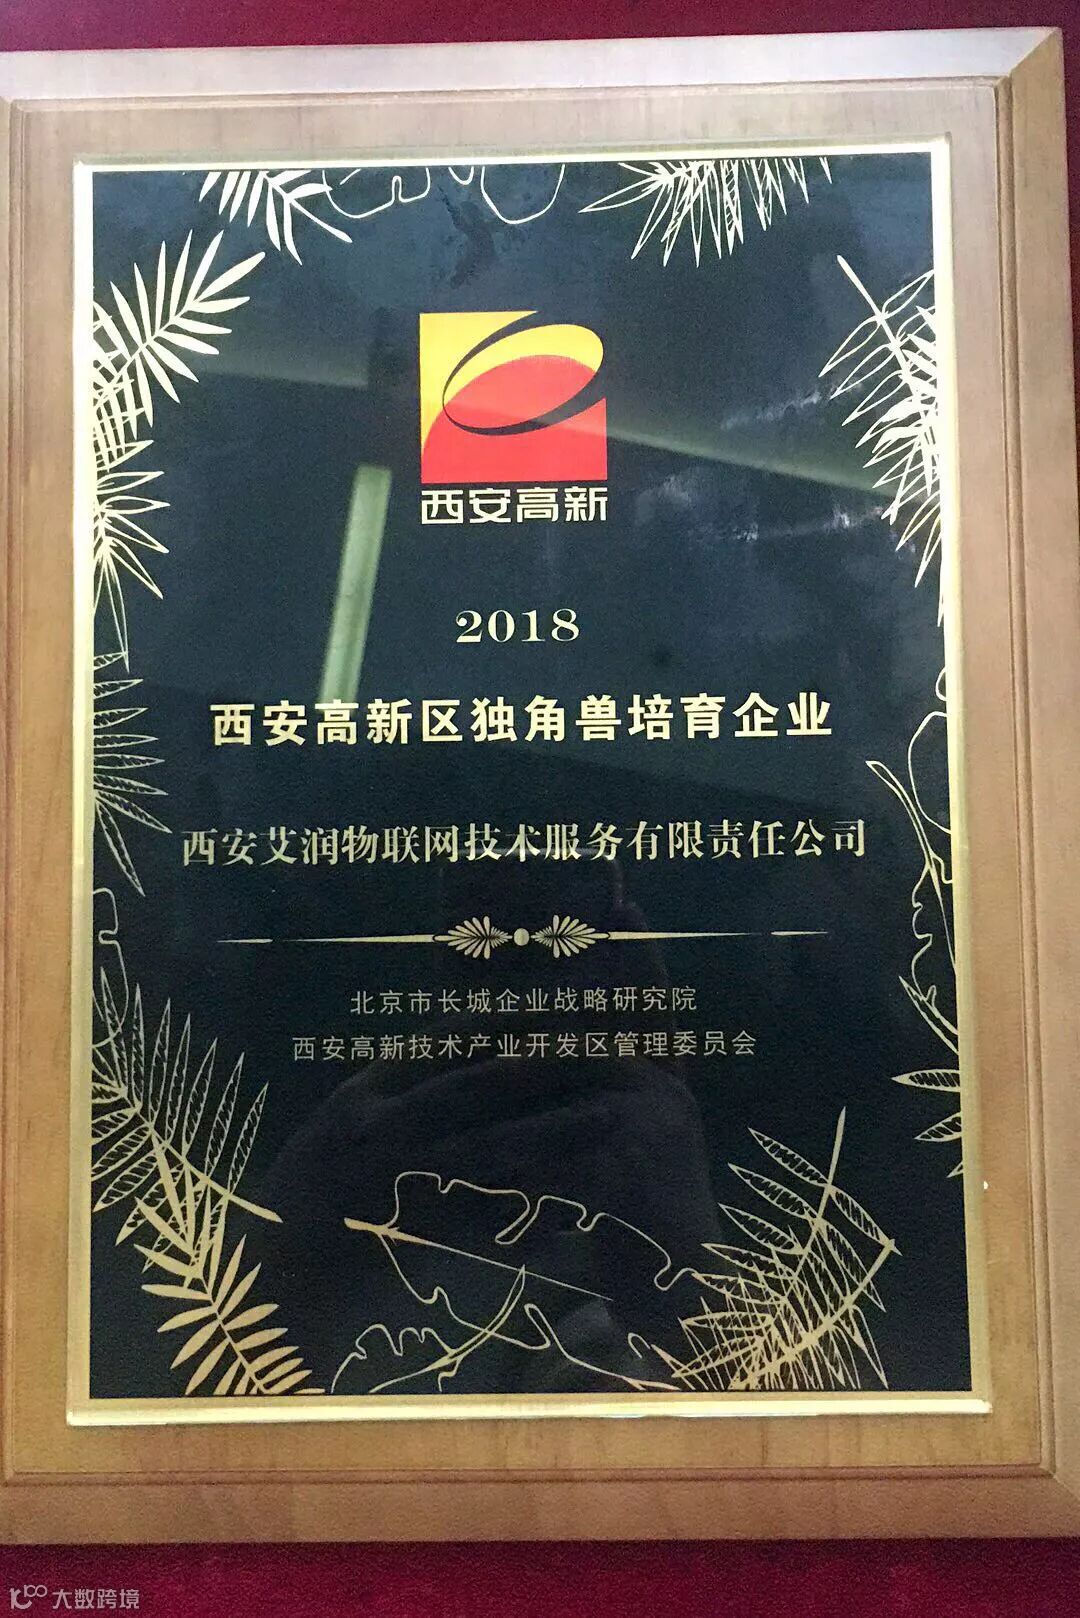 西安高新
2018
西安高新区独角兽培育企业
西安艾润物联网技术服务有限责任公司
北京市长城企业战略研究院
西安高新技术产业开发区管理委员会
大数跨境